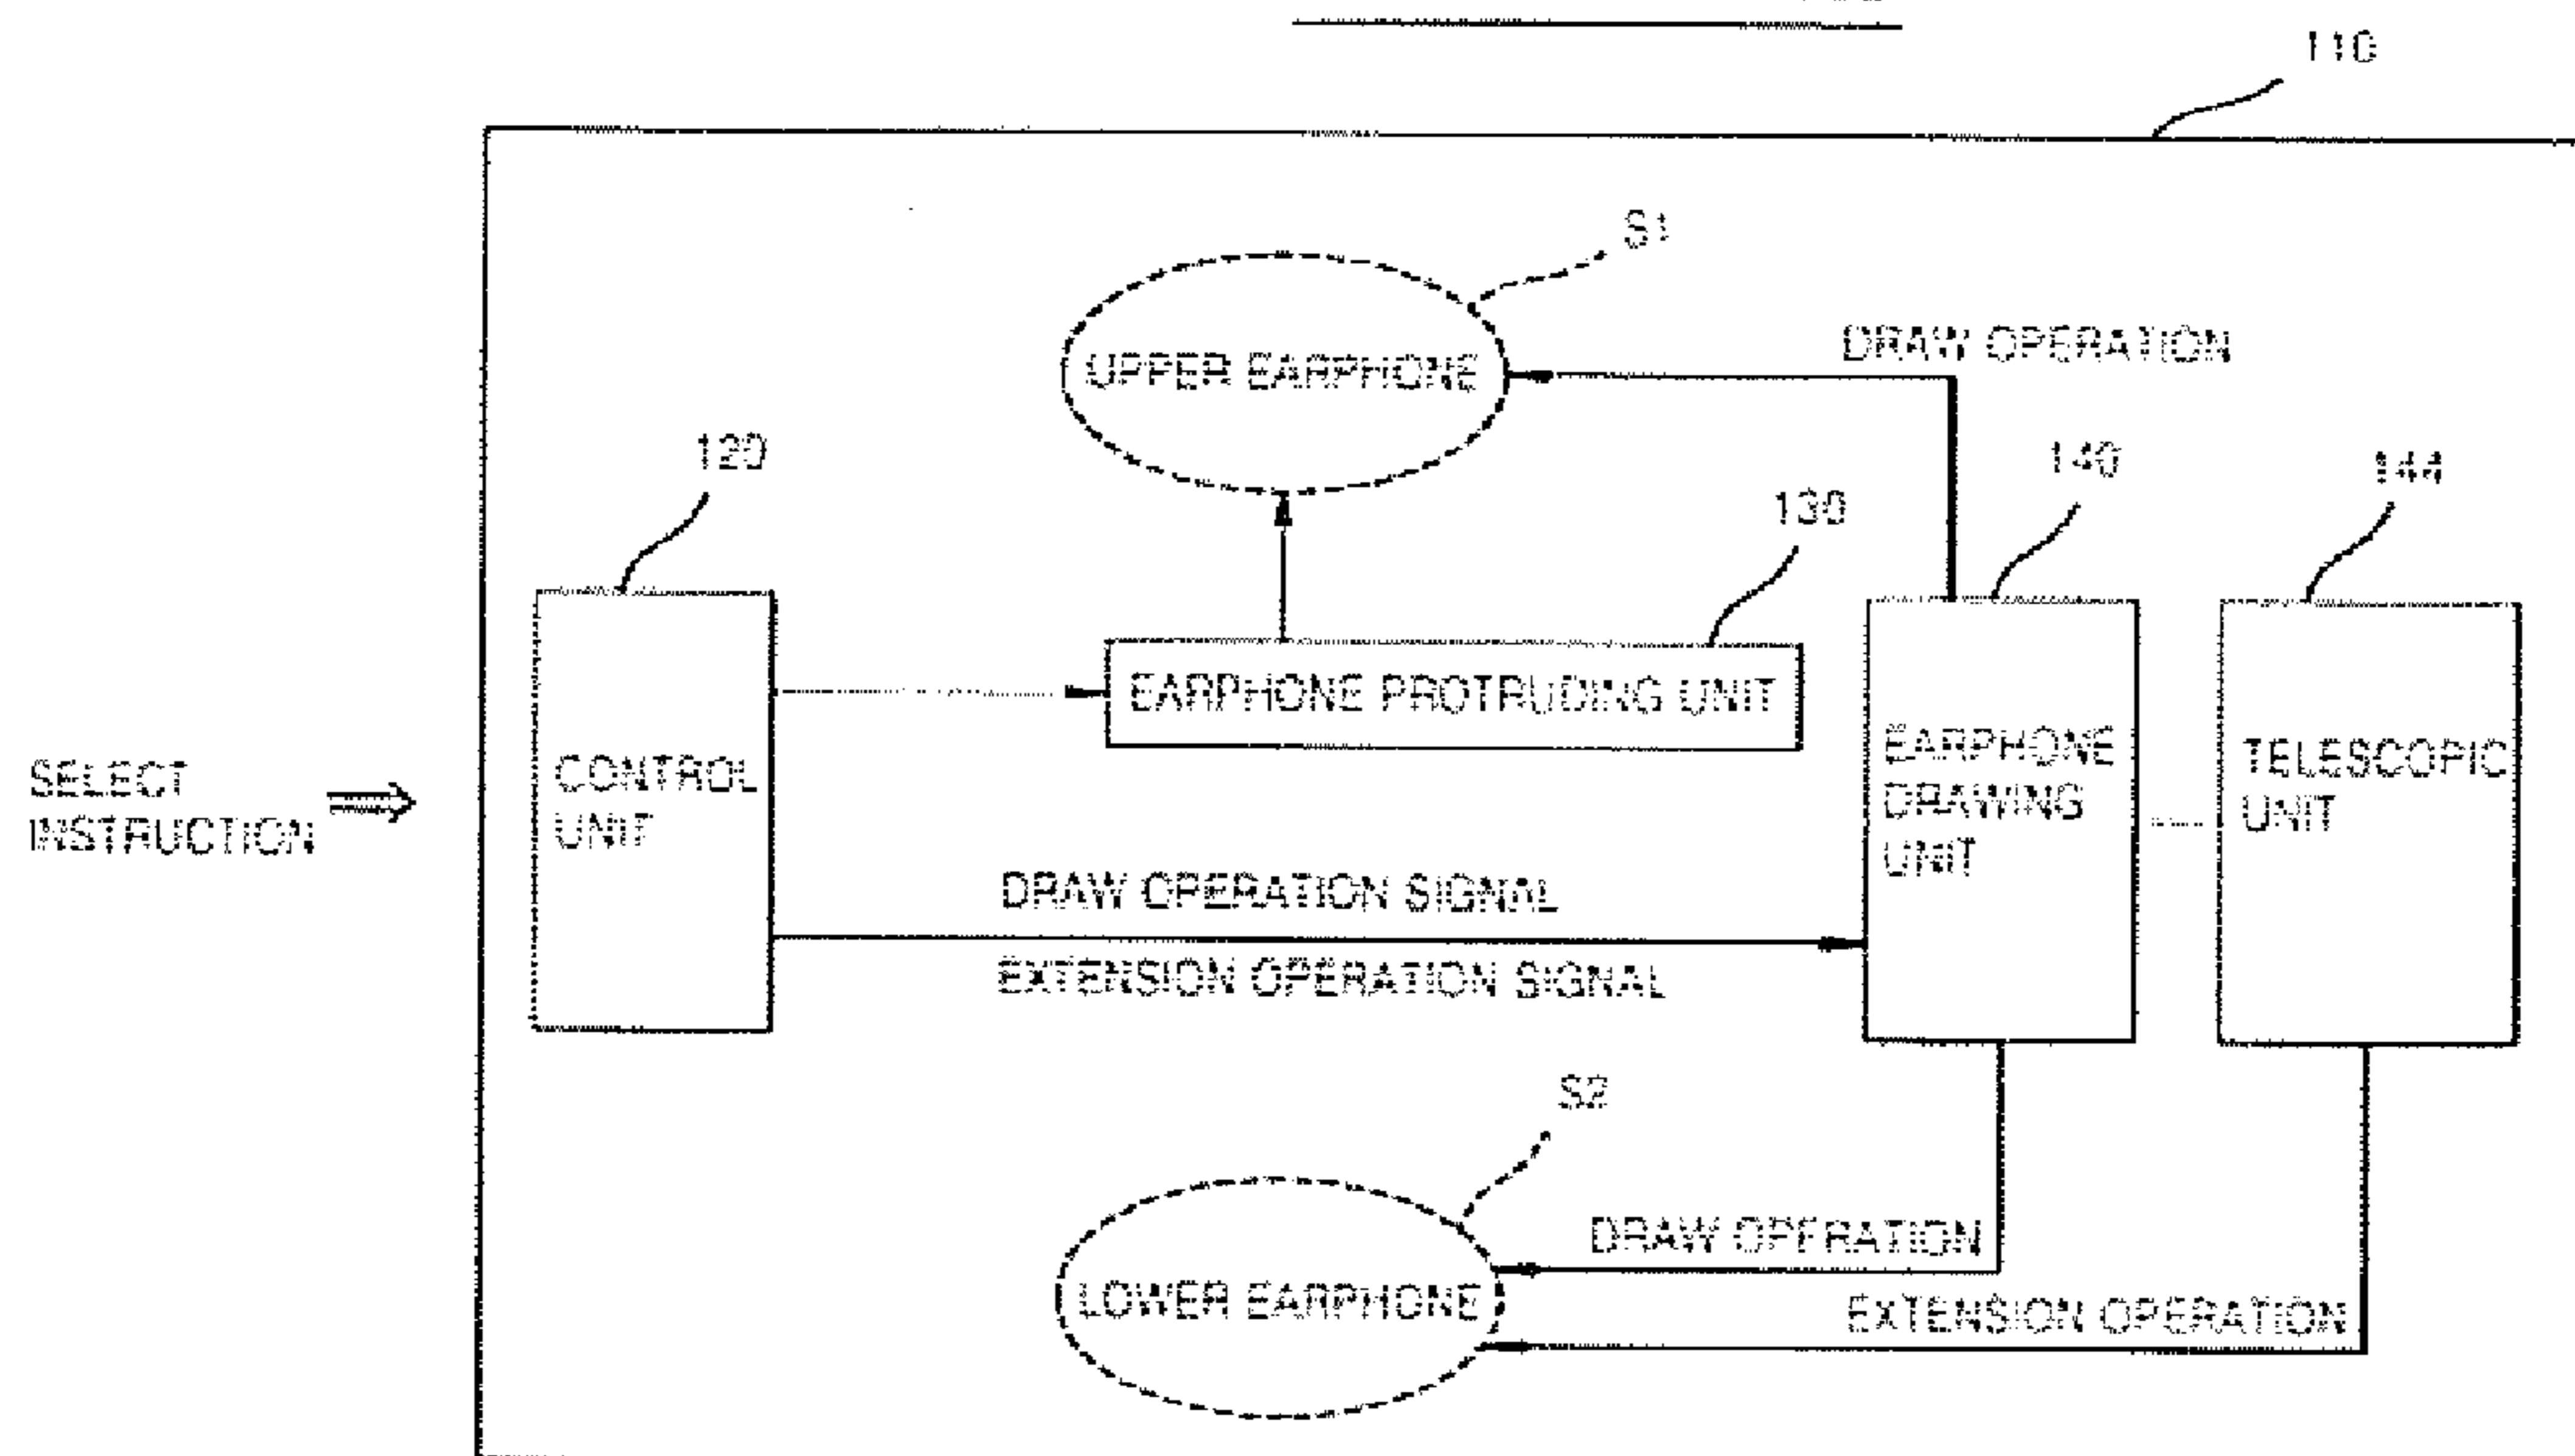 110
S1
UPPER EARPHONE
DRAW OPERATION
120
130
140
144
EARPHONE PROTRUDING UNIT
SELECT
INSTRUCTION
CONTROL
UNIT
EARPHONE
DRAWING
UNIT
TELESCOPIC
UNIT
DRAW OPERATION SIGNAL
EXTENSION OPERATION SIGNAL
S2
DRAW OPERATION
LOWER EARPHONE
EXTENSION OPERATION